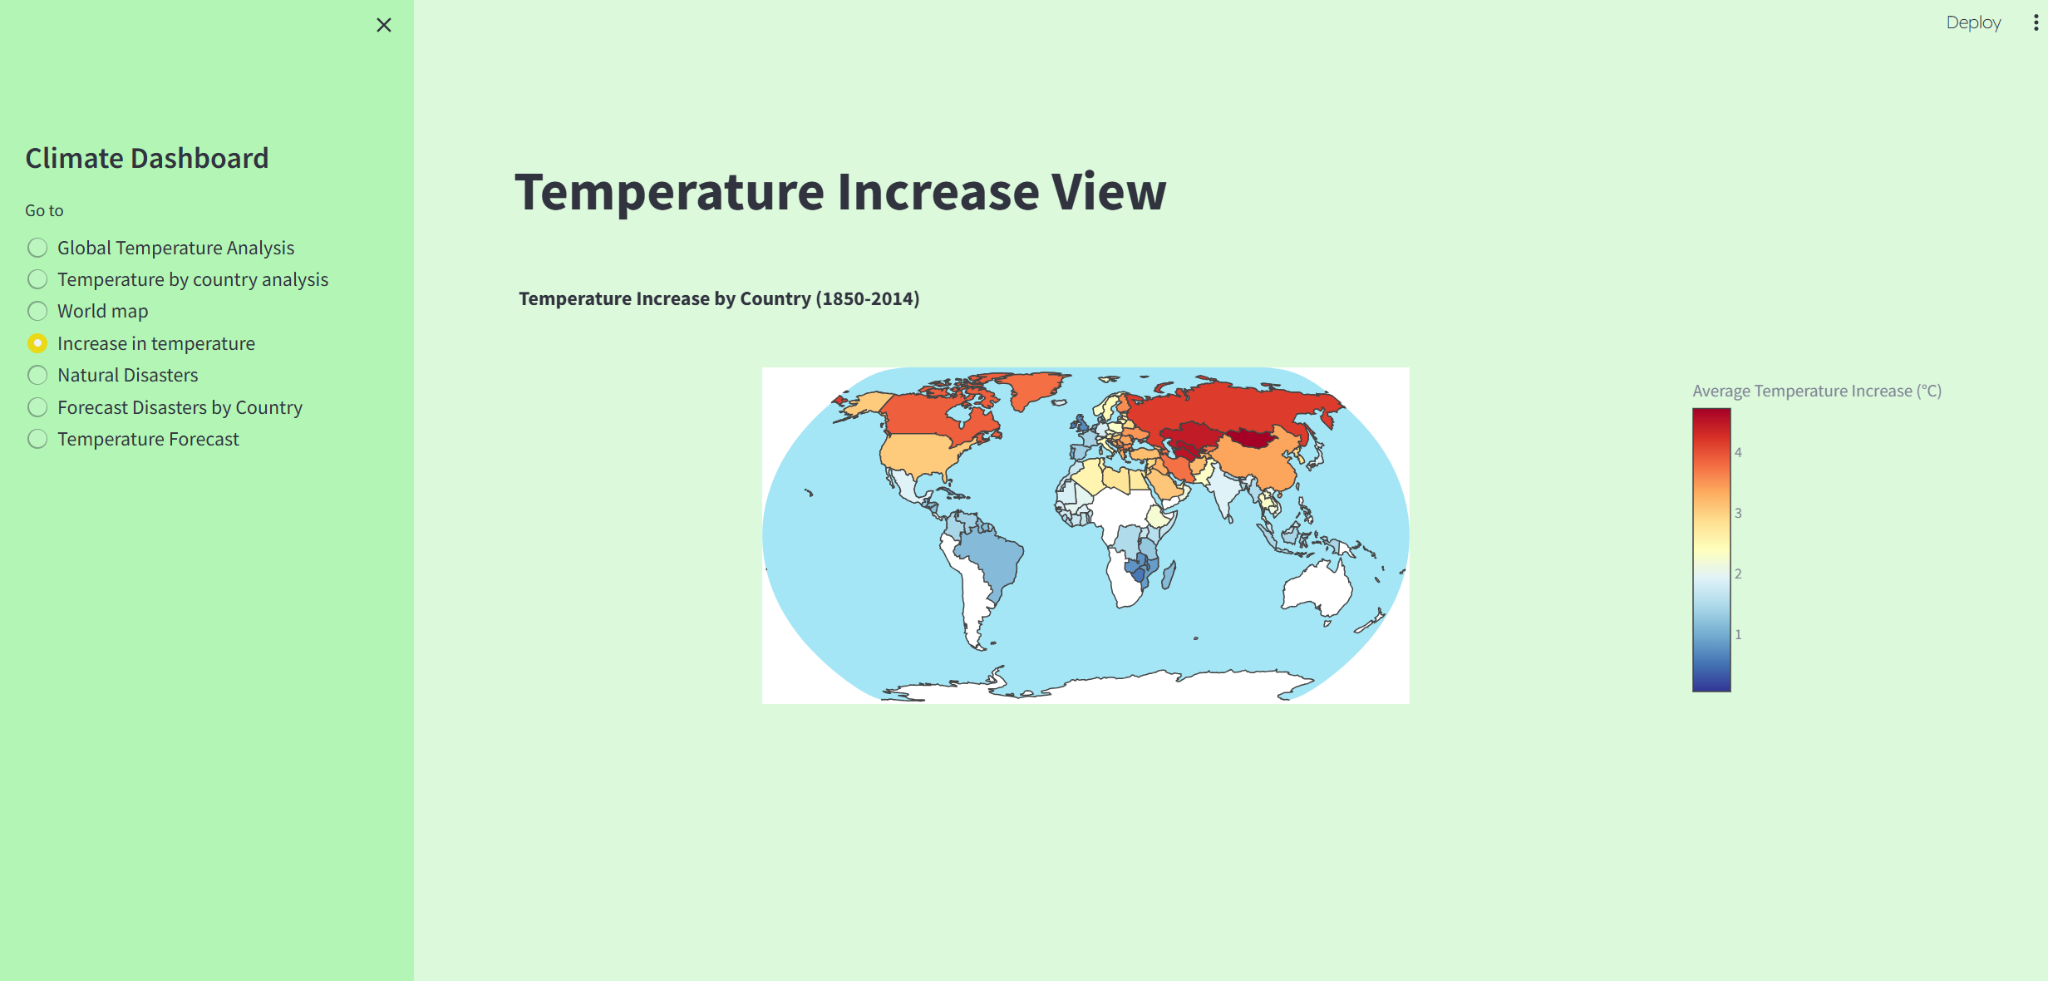 Deploy
Climate Dashboard
Go to
Global Temperature Analysis
Temperature by country analysis
World map
Increase in temperature
Natural Disasters
Forecast Disasters by Country
Temperature Forecast
Temperature Increase View
Temperature Increase by Country (1850-2014)
Average Temperature Increase (°C)
4
3
2
1